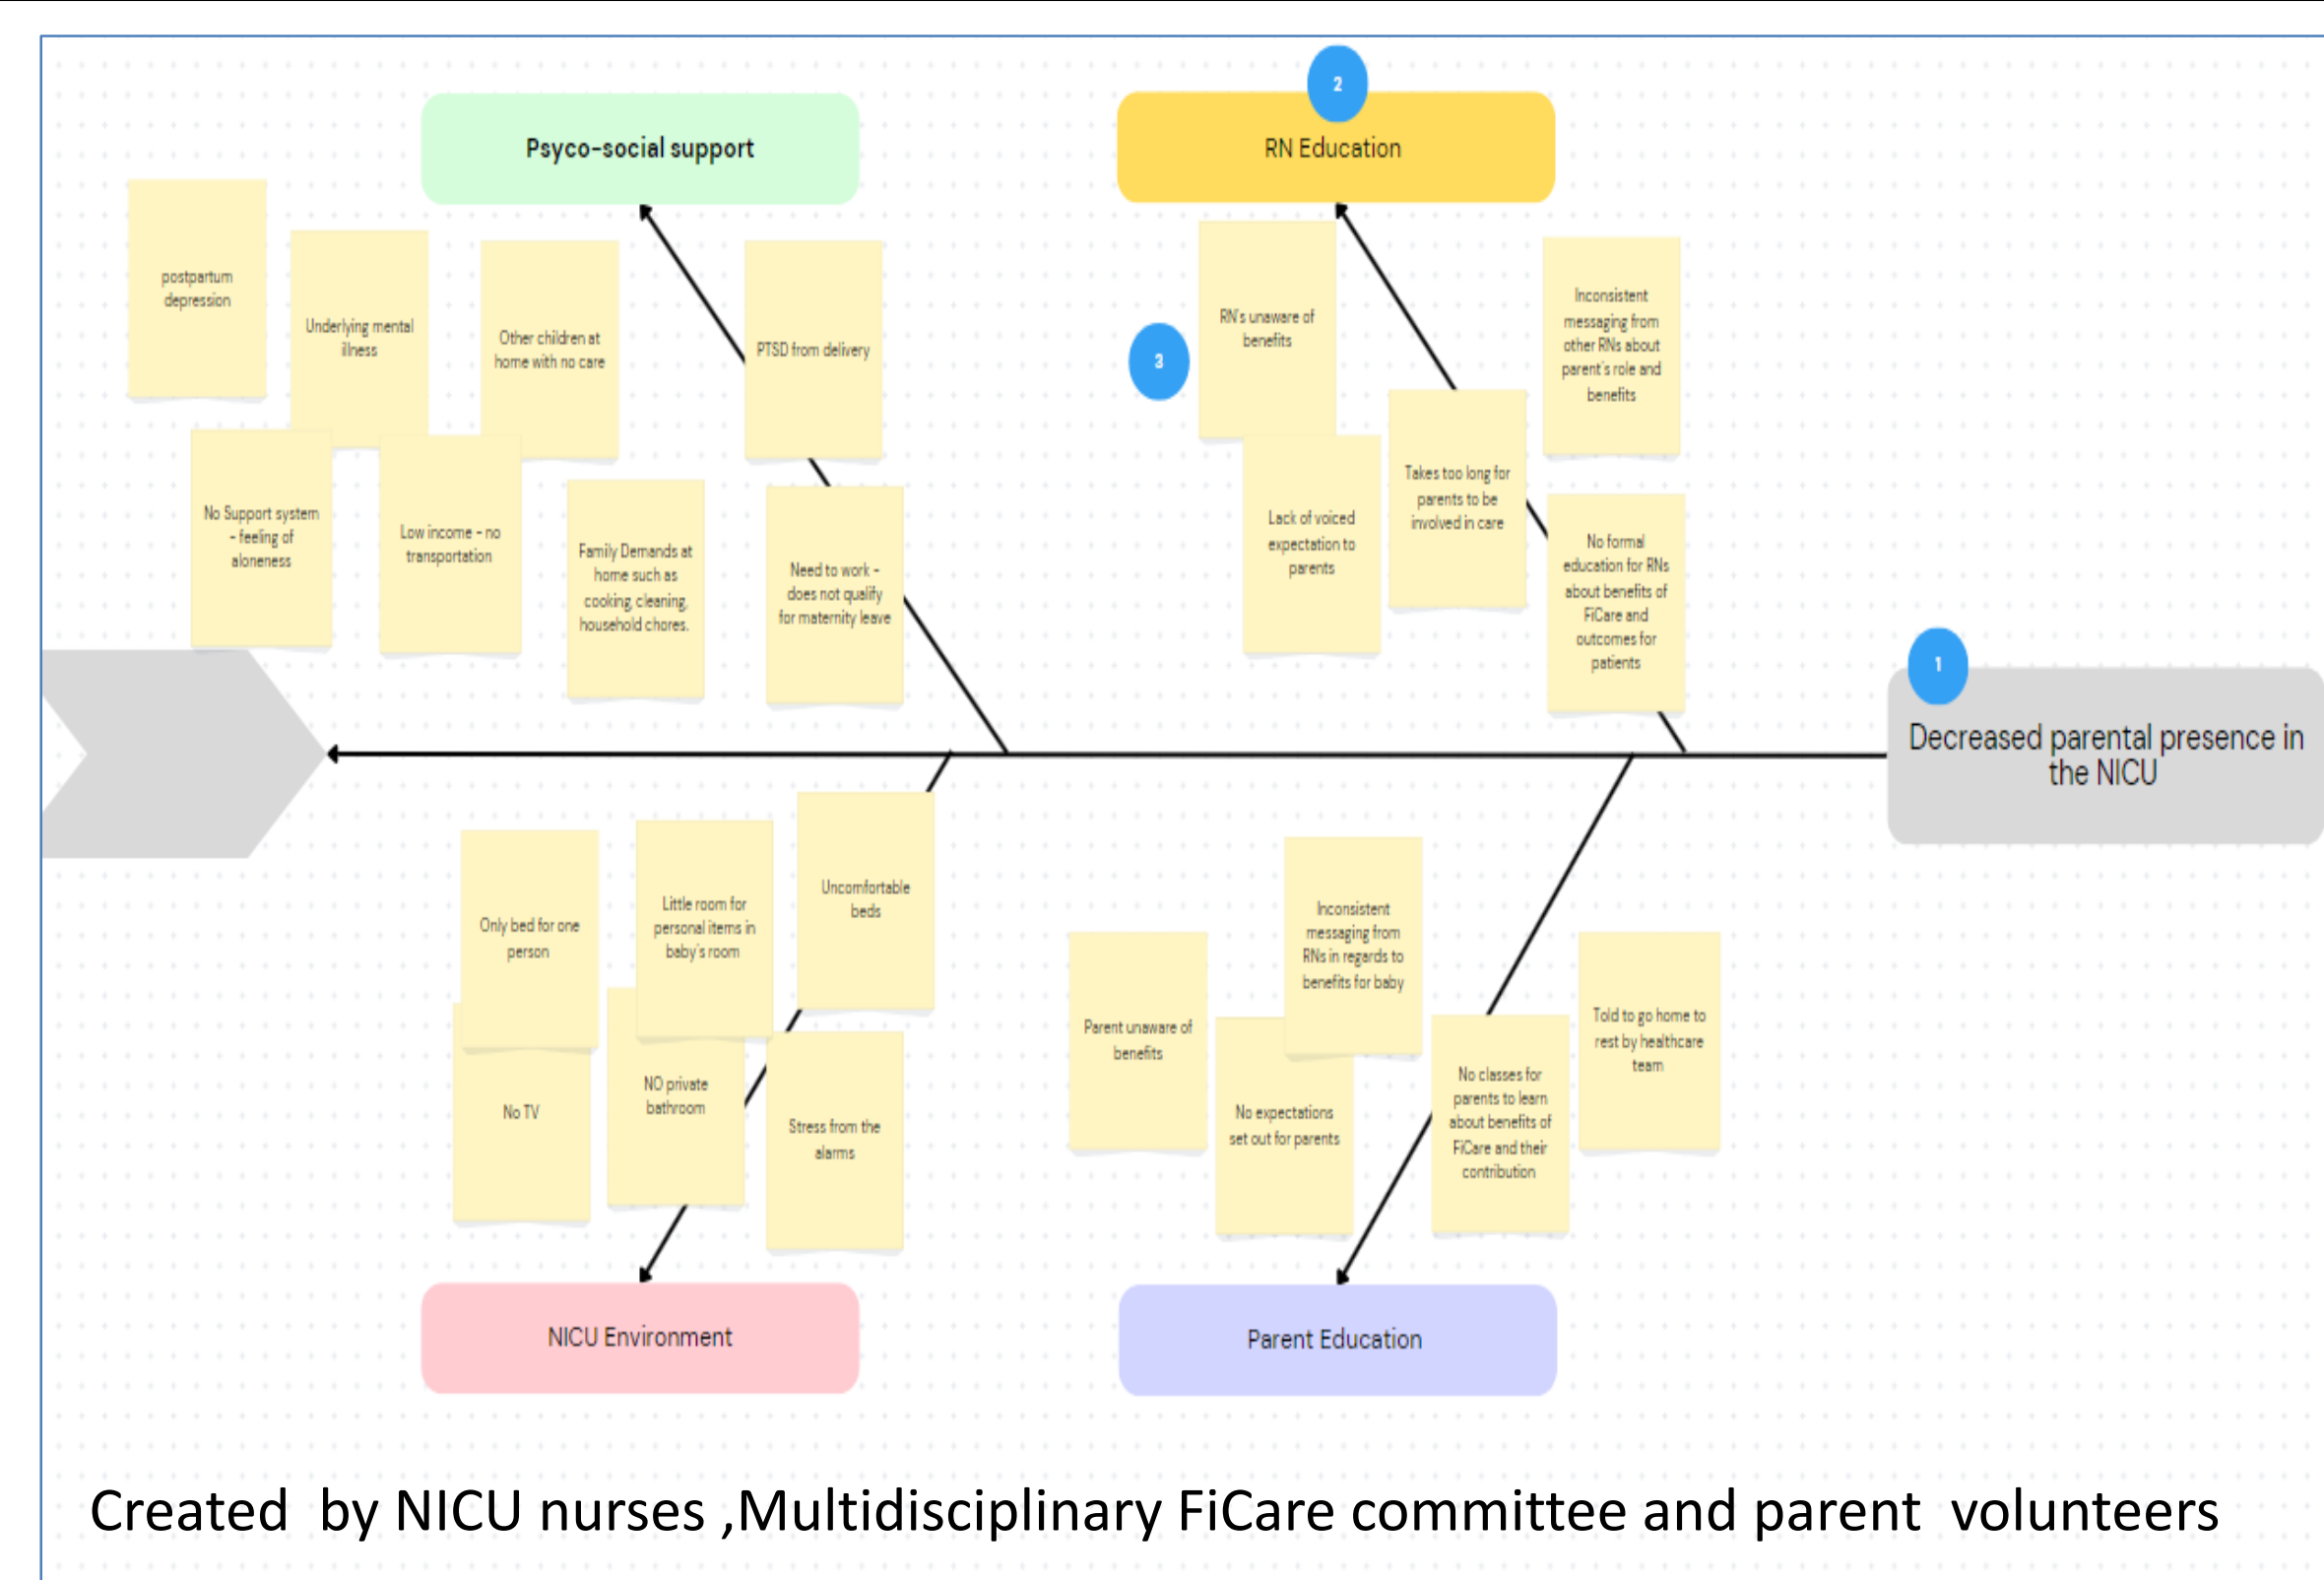 2
Psyco-social support
RN Education
postpartum
depression
Underlying mental
illness
Other children at
home with no care
PTSD from delivery
No Support system
- feeling of
aloneness
Low income - no
transportation
Family Demands at
home such as
cooking, cleaning,
household chores.
Need to work -
does not qualify
for maternity leave
3
RN's unaware of
benefits
Inconsistent
messaging from
other RNs about
parent's role and
benefits
Lack of voiced
expectation to
parents
Takes too long for
parents to be
involved in care
No formal
education for RNs
about benefits of
FiCare and
outcomes for
patients
1
Decreased parental presence in
the NICU
Only bed for one
person
Little room for
personal items in
baby's room
Uncomfortable
beds
No TV
NO private
bathroom
Stress from the
alarms
Parent unaware of
benefits
Inconsistent
messaging from
RNs in regards to
benefits for baby
No expectations
set out for parents
No classes for
parents to learn
about benefits of
FiCare and their
contribution
Told to go home to
rest by healthcare
team
NICU Environment
Parent Education
Created by NICU nurses ,Multidisciplinary FiCare committee and parent volunteers